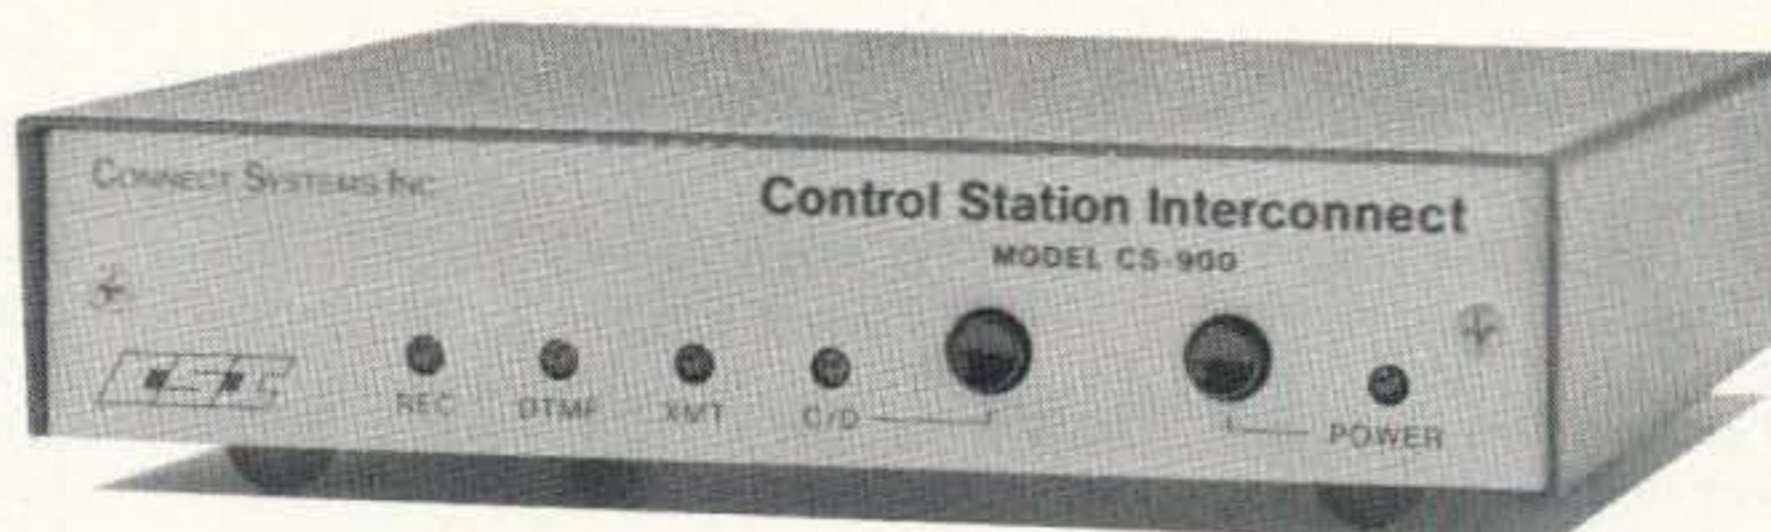 CONNECT SYSTEMS INC
Control Station Interconnect
MODEL CS-900
REC
DTMF
XMT
C/D
POWER